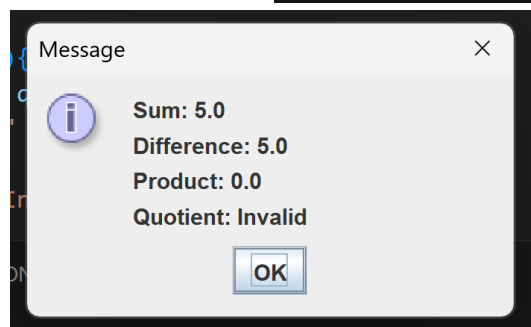 Message
Sum: 5.0
Difference: 5.0
Product: 0.0
Quotient: Invalid
OK